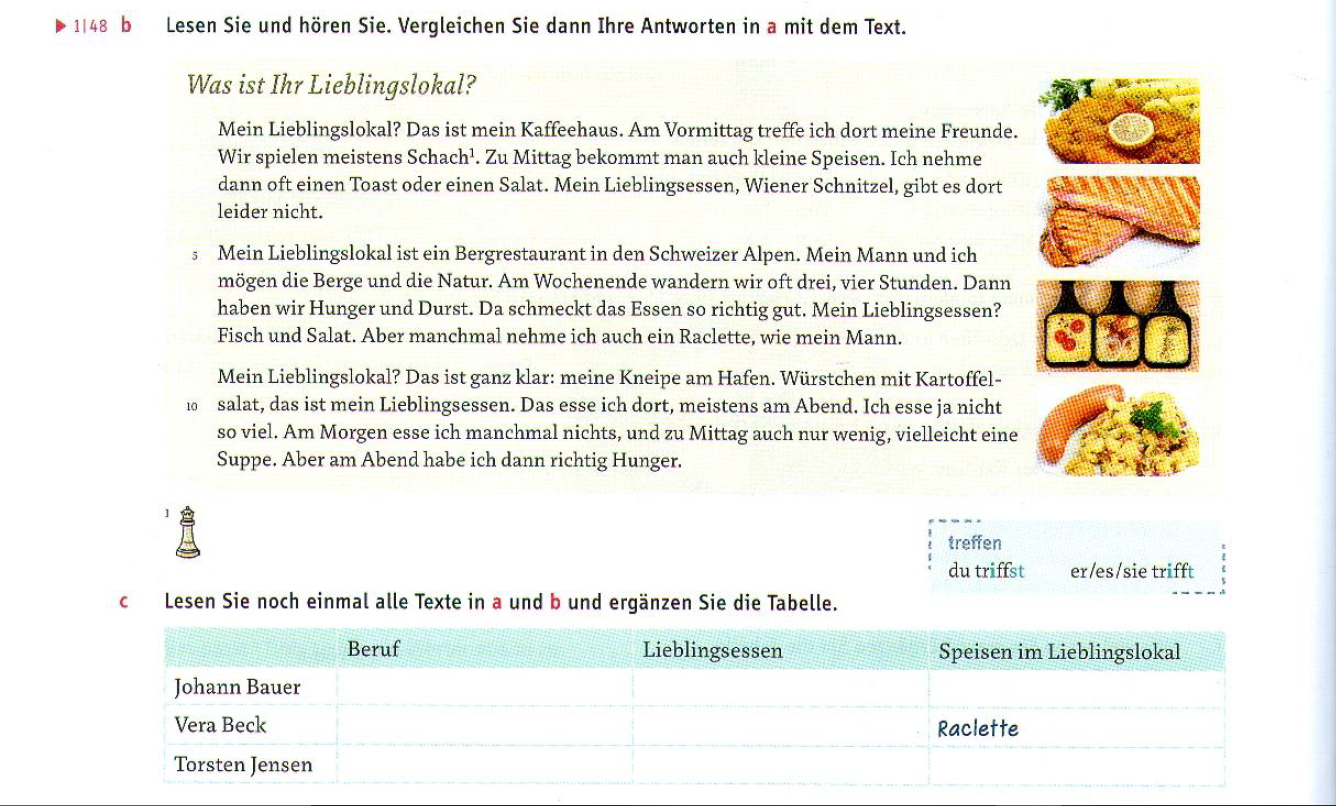 ▶ 1|48 b Lesen Sie und hören Sie. Vergleichen Sie dann Ihre Antworten in a mit dem Text.
Was ist Ihr Lieblingslokal?
Mein Lieblingslokal? Das ist mein Kaffeehaus. Am Vormittag treffe ich dort meine Freunde.
Wir spielen meistens Schach¹. Zu Mittag bekommt man auch kleine Speisen. Ich nehme
dann oft einen Toast oder einen Salat. Mein Lieblingsessen, Wiener Schnitzel, gibt es dort
leider nicht.
5 Mein Lieblingslokal ist ein Bergrestaurant in den Schweizer Alpen. Mein Mann und ich
mögen die Berge und die Natur. Am Wochenende wandern wir oft drei, vier Stunden. Dann
haben wir Hunger und Durst. Da schmeckt das Essen so richtig gut. Mein Lieblingsessen?
Fisch und Salat. Aber manchmal nehme ich auch ein Raclette, wie mein Mann.
Mein Lieblingslokal? Das ist ganz klar: meine Kneipe am Hafen. Würstchen mit Kartoffel-
10 salat, das ist mein Lieblingsessen. Das esse ich dort, meistens am Abend. Ich esse ja nicht
so viel. Am Morgen esse ich manchmal nichts, und zu Mittag auch nur wenig, vielleicht eine
Suppe. Aber am Abend habe ich dann richtig Hunger.
1
treffen
du triffst er/es/sie trifft
c Lesen Sie noch einmal alle Texte in a und b und ergänzen Sie die Tabelle.
Beruf Lieblingsessen Speisen im Lieblingslokal
Johann Bauer
Vera Beck Raclette
Torsten Jensen